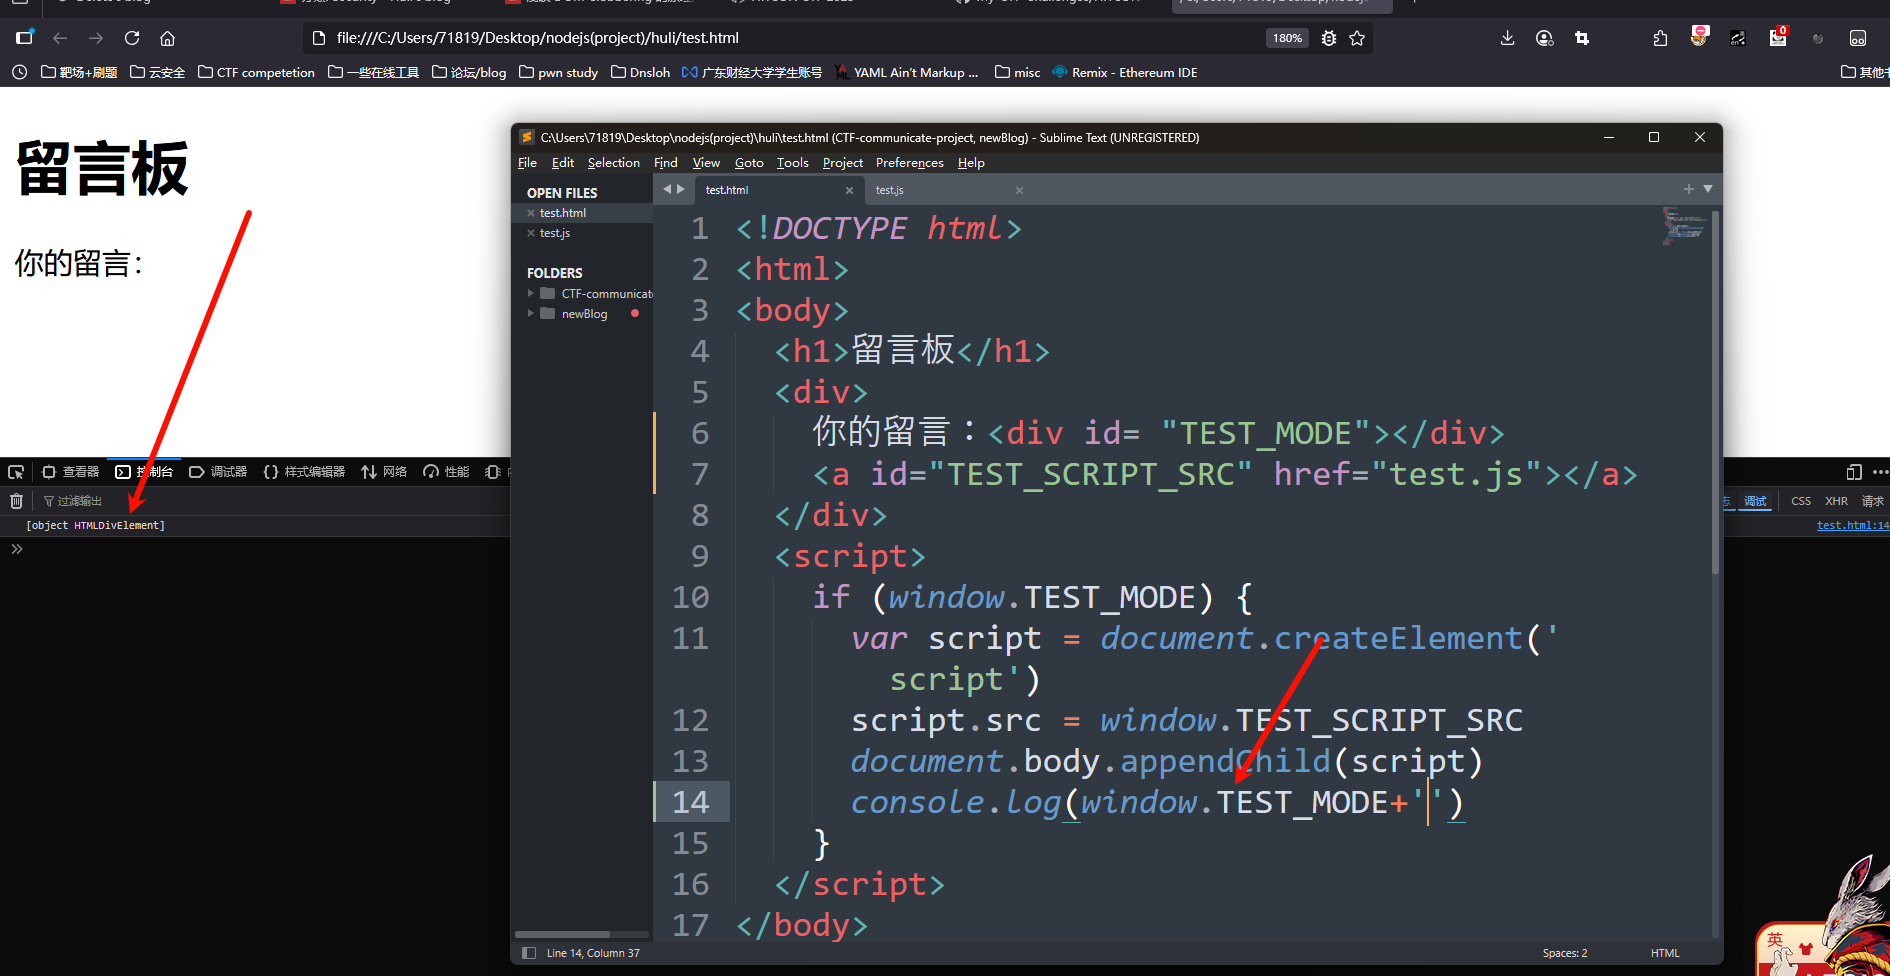 file:///C:/Users/71819/Desktop/nodejs(project)/huli/test.html
180%
0
靶场+刷题
云安全
CTF competetion
一些在线工具
论坛/blog
pwn study
Dnsloh
广东财经大学学生账号
YAML Ain't Markup ...
misc
Remix - Ethereum IDE
留言板
你的留言：
查看器
控制台
调试器
样式编辑器
网络
性能
过滤输出
[object HTMLDivElement]
C:\Users\71819\Desktop\nodejs(project)\huli\test.html (CTF-communicate-project, newBlog) - Sublime Text (UNREGISTERED)
File Edit Selection Find View Goto Tools Project Preferences Help
OPEN FILES
test.html
test.js
FOLDERS
CTF-communicat
newBlog
test.html
test.js
1 <!DOCTYPE html>
2 <html>
3 <body>
4 <h1>留言板</h1>
5 <div>
6 你的留言：<div id= "TEST_MODE"></div>
7 <a id="TEST_SCRIPT_SRC" href="test.js"></a>
8 </div>
9 <script>
10 if (window.TEST_MODE) {
11 var script = document.createElement('
script')
12 script.src = window.TEST_SCRIPT_SRC
13 document.body.appendChild(script)
14 console.log(window.TEST_MODE+'')
15 }
16 </script>
17 </body>
Line 14, Column 37
Spaces: 2
HTML
调试
CSS
XHR
请求
test.html:14
英